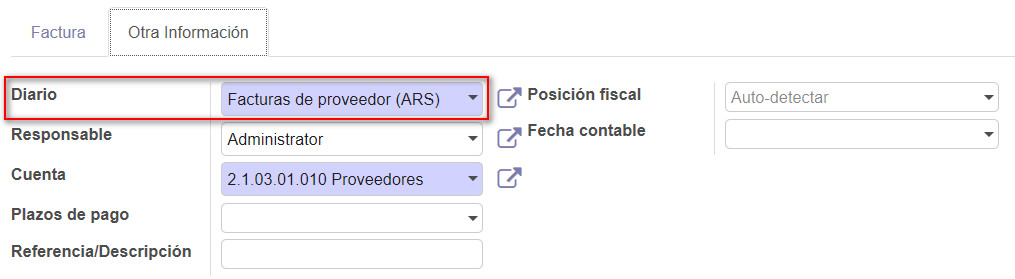 Factura
Otra Información
Diario
Facturas de proveedor (ARS)
Posición fiscal
Auto-detectar
Responsable
Administrator
Fecha contable
Cuenta
2.1.03.01.010 Proveedores
Plazos de pago
Referencia/Descripción